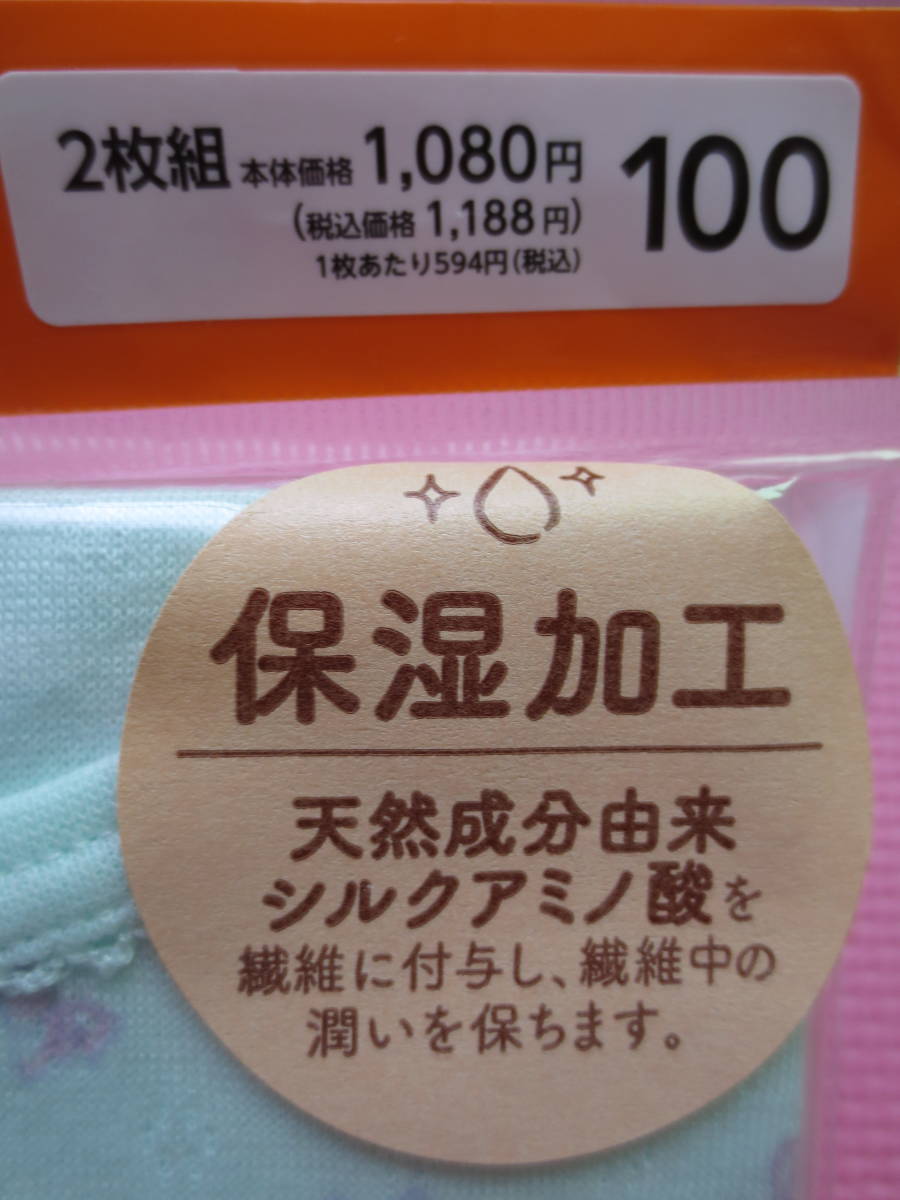 2枚組 本体価格 1,080円 100
(税込価格 1,188円)
1枚あたり594円(税込)
保湿加工
天然成分由来
シルクアミノ酸を
繊維に付与し、繊維中の
潤いを保ちます。